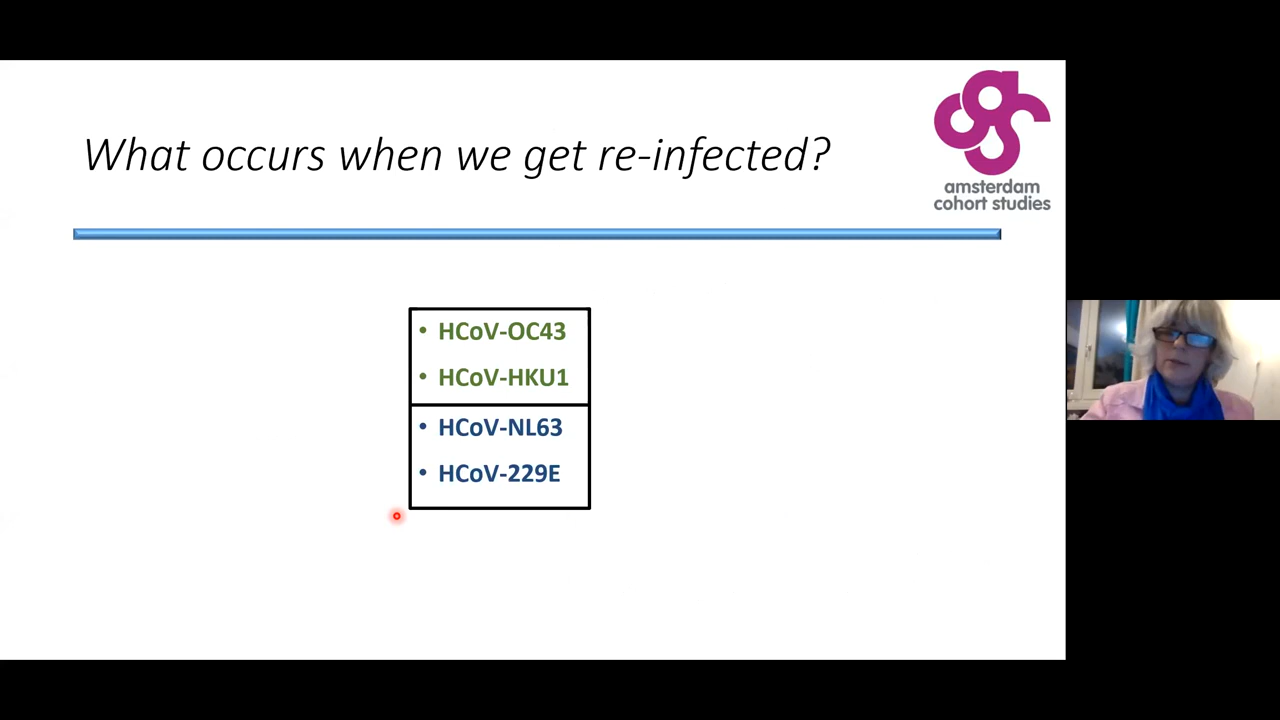 What occurs when we get re-infected?
amsterdam
cohort studies
• HCoV-OC43
• HCoV-HKU1
• HCoV-NL63
• HCoV-229E